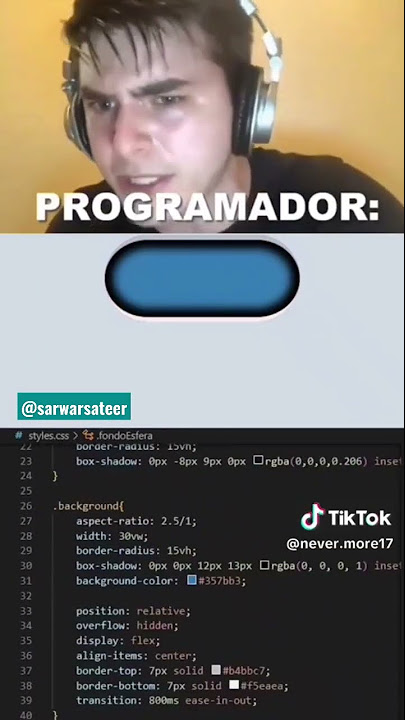 PROGRAMADOR:
@sarwarsateer
# styles.css > .fondoEsfera
22 border-radius: 15vh;
23 box-shadow: 0px -8px 9px 0px rgba(0,0,0,0.206) inset
24 }
25
26 .background{
27 aspect-ratio: 2.5/1;
28 width: 30vw;
29 border-radius: 15vh;
30 box-shadow: 0px 0px 12px 13px rgba(0, 0, 0, 1) inset
31 background-color: #357bb3;
32
33 position: relative;
34 overflow: hidden;
35 display: flex;
36 align-items: center;
37 border-top: 7px solid #b4bbc7;
38 border-bottom: 7px solid #f5eaea;
39 transition: 800ms ease-in-out;
40 }
TikTok
@never.more17